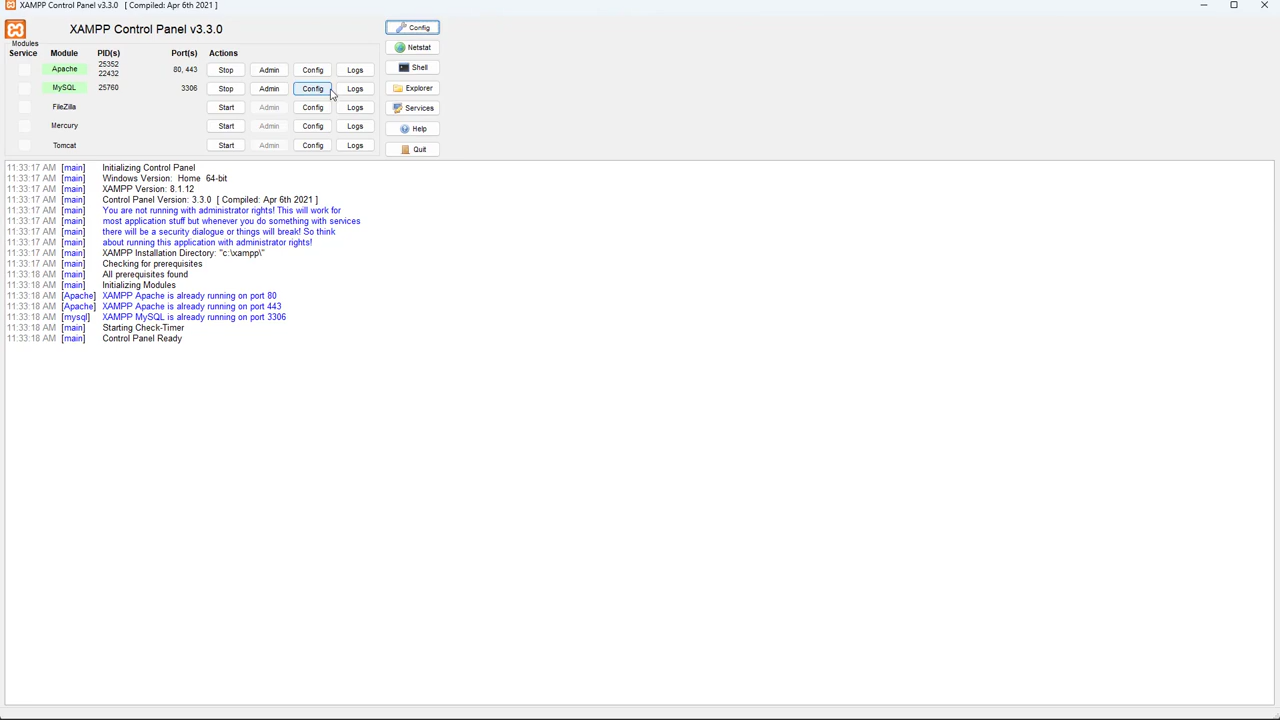 XAMPP Control Panel v3.3.0 [ Compiled: Apr 6th 2021 ]
XAMPP Control Panel v3.3.0
Config
Modules
Service Module PID(s) Port(s) Actions
Netstat
Apache 25352 22432 80, 443 Stop Admin Config Logs
Shell
MySQL 25760 3306 Stop Admin Config Logs
Explorer
FileZilla Start Admin Config Logs
Services
Mercury Start Admin Config Logs
Help
Tomcat Start Admin Config Logs
Quit
11:33:17 AM [main] Initializing Control Panel
11:33:17 AM [main] Windows Version: Home 64-bit
11:33:17 AM [main] XAMPP Version: 8.1.12
11:33:17 AM [main] Control Panel Version: 3.3.0 [ Compiled: Apr 6th 2021 ]
11:33:17 AM [main] You are not running with administrator rights! This will work for
11:33:17 AM [main] most application stuff but whenever you do something with services
11:33:17 AM [main] there will be a security dialogue or things will break! So think
11:33:17 AM [main] about running this application with administrator rights!
11:33:17 AM [main] XAMPP Installation Directory: "c:\xampp\"
11:33:17 AM [main] Checking for prerequisites
11:33:18 AM [main] All prerequisites found
11:33:18 AM [main] Initializing Modules
11:33:18 AM [Apache] XAMPP Apache is already running on port 80
11:33:18 AM [Apache] XAMPP Apache is already running on port 443
11:33:18 AM [mysql] XAMPP MySQL is already running on port 3306
11:33:18 AM [main] Starting Check-Timer
11:33:18 AM [main] Control Panel Ready